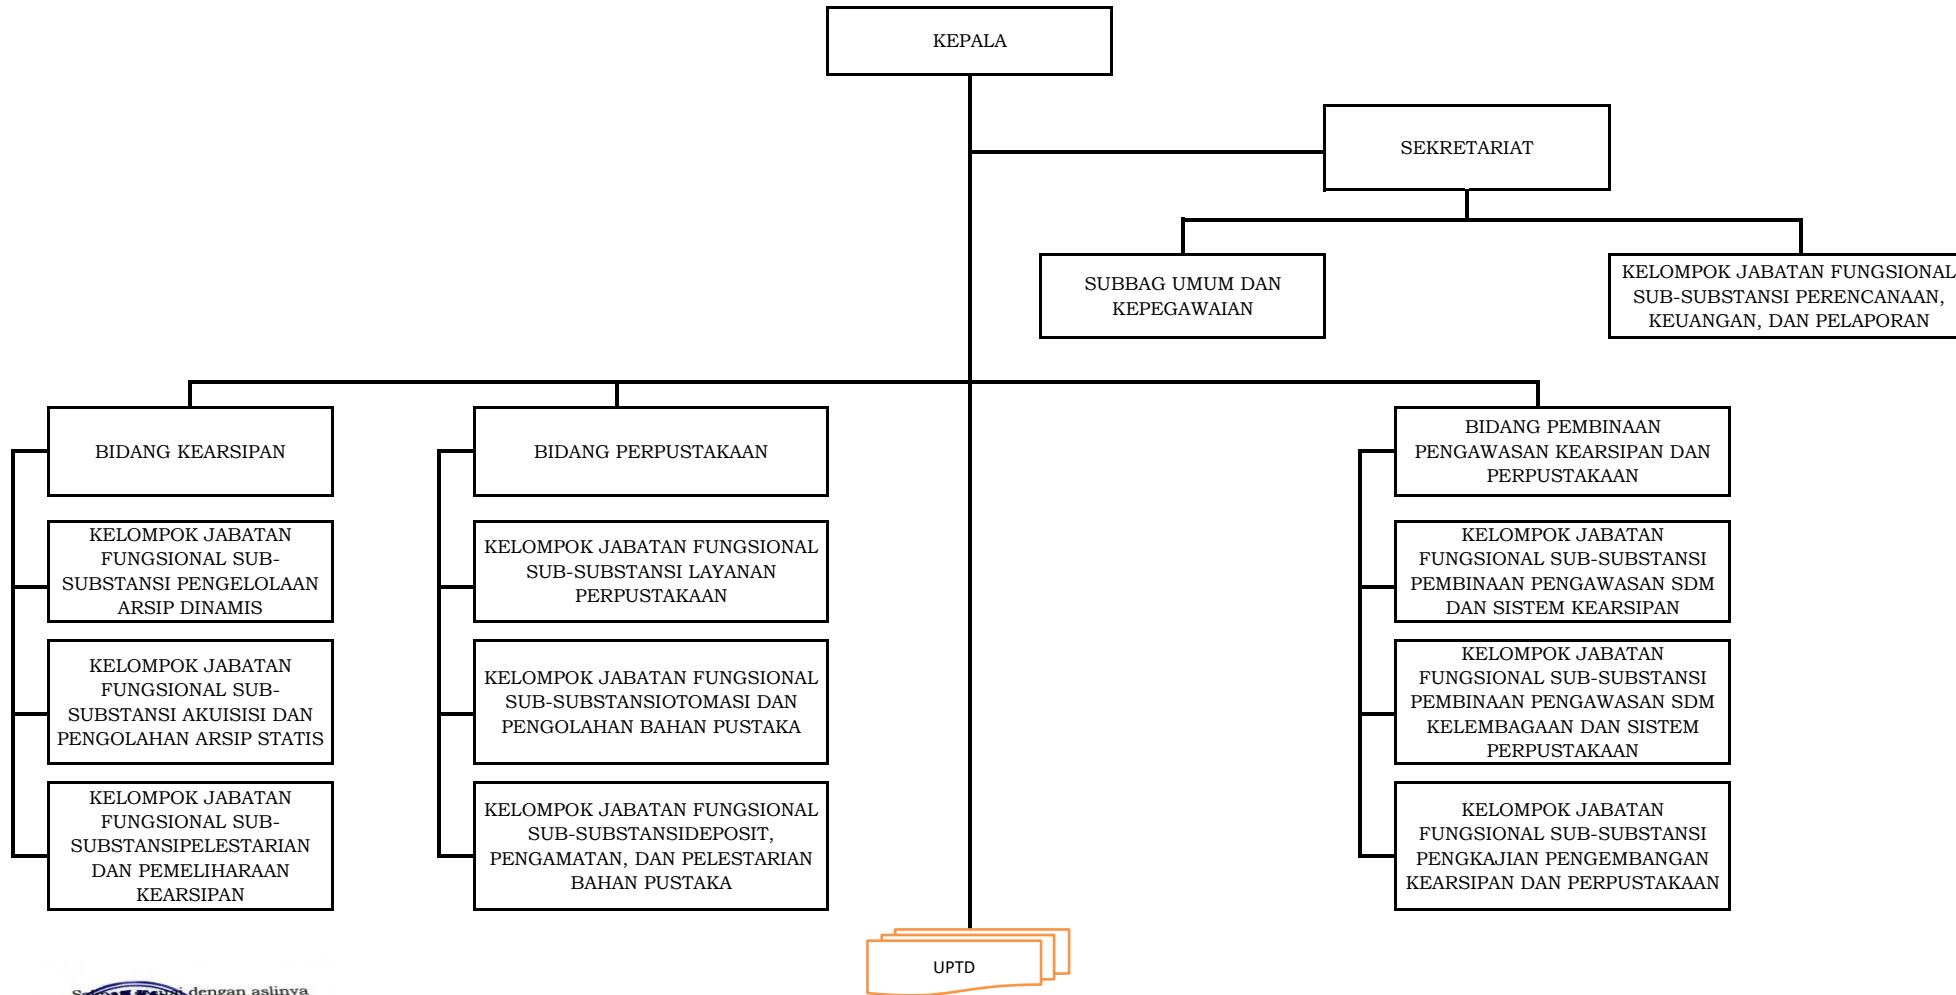 KEPALA
SEKRETARIAT
SUBBAG UMUM DAN
KEPEGAWAIAN
KELOMPOK JABATAN FUNGSIONAL
SUB-SUBSTANSI PERENCANAAN,
KEUANGAN, DAN PELAPORAN
BIDANG KEARSIPAN
KELOMPOK JABATAN
FUNGSIONAL SUB-
SUBSTANSI PENGELOLAAN
ARSIP DINAMIS
KELOMPOK JABATAN
FUNGSIONAL SUB-
SUBSTANSI AKUISISI DAN
PENGOLAHAN ARSIP STATIS
KELOMPOK JABATAN
FUNGSIONAL SUB-
SUBSTANSIPELESTARIAN
DAN PEMELIHARAAN
KEARSIPAN
BIDANG PERPUSTAKAAN
KELOMPOK JABATAN FUNGSIONAL
SUB-SUBSTANSI LAYANAN
PERPUSTAKAAN
KELOMPOK JABATAN FUNGSIONAL
SUB-SUBSTANSIOTOMASI DAN
PENGOLAHAN BAHAN PUSTAKA
KELOMPOK JABATAN FUNGSIONAL
SUB-SUBSTANSIDEPOSIT,
PENGAMATAN, DAN PELESTARIAN
BAHAN PUSTAKA
BIDANG PEMBINAAN
PENGAWASAN KEARSIPAN DAN
PERPUSTAKAAN
KELOMPOK JABATAN
FUNGSIONAL SUB-SUBSTANSI
PEMBINAAN PENGAWASAN SDM
DAN SISTEM KEARSIPAN
KELOMPOK JABATAN
FUNGSIONAL SUB-SUBSTANSI
PEMBINAAN PENGAWASAN SDM
KELEMBAGAAN DAN SISTEM
PERPUSTAKAAN
KELOMPOK JABATAN
FUNGSIONAL SUB-SUBSTANSI
PENGKAJIAN PENGEMBANGAN
KEARSIPAN DAN PERPUSTAKAAN
UPTD
dengan aslinya